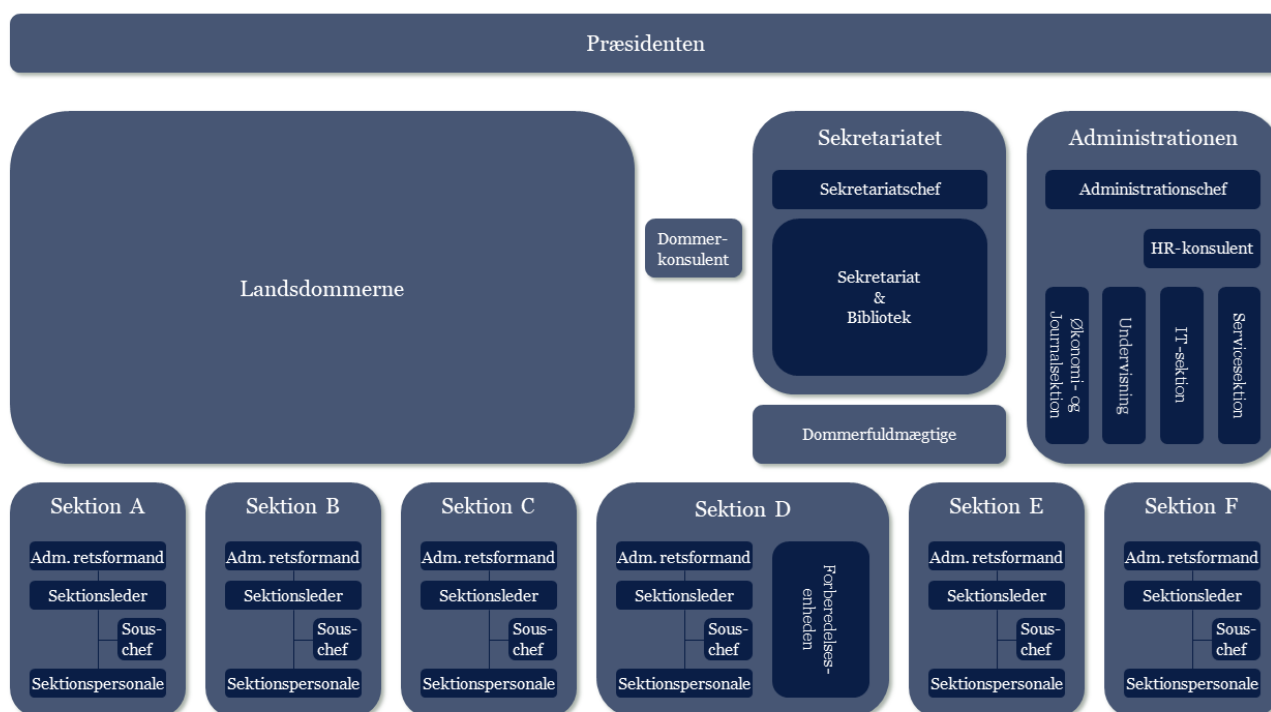 Præsidenten
Landsdommerne
Dommer-
konsulent
Sekretariatet
Sekretariatschef
Sekretariat
&
Bibliotek
Dommerfuldmægtige
Administrationen
Administrationschef
HR-konsulent
Økonomi- og
Journalsektion
Undervisning
IT-sektion
Servicesektion
Sektion A
Adm. retsformand
Sektionsleder
Sous-
chef
Sektionspersonale
Sektion B
Adm. retsformand
Sektionsleder
Sous-
chef
Sektionspersonale
Sektion C
Adm. retsformand
Sektionsleder
Sous-
chef
Sektionspersonale
Sektion D
Adm. retsformand
Sektionsleder
Sous-
chef
Sektionspersonale
Forberedelses-
enheden
Sektion E
Adm. retsformand
Sektionsleder
Sous-
chef
Sektionspersonale
Sektion F
Adm. retsformand
Sektionsleder
Sous-
chef
Sektionspersonale